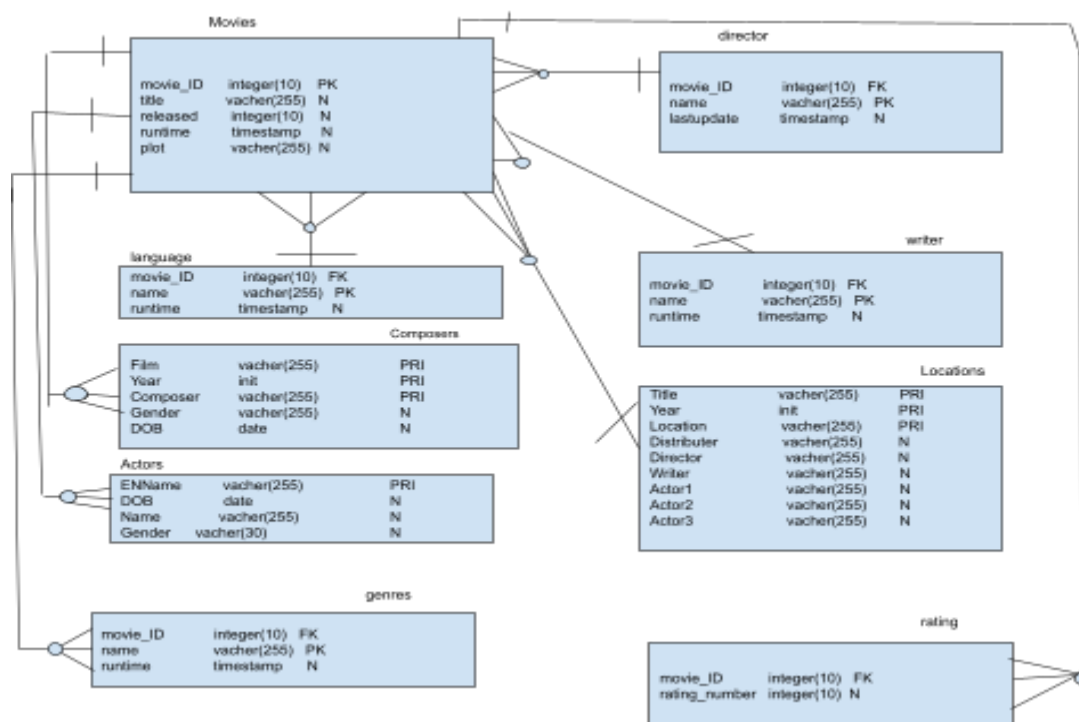 Movies
movie_ID integer(10) PK
title vacher(255) N
released integer(10) N
runtime timestamp N
plot vacher(255) N
director
movie_ID integer(10) FK
name vacher(255) PK
lastupdate timestamp N
language
movie_ID integer(10) FK
name vacher(255) PK
runtime timestamp N
writer
movie_ID integer(10) FK
name vacher(255) PK
runtime timestamp N
Composers
Film vacher(255) PRI
Year init PRI
Composer vacher(255) PRI
Gender vacher(255) N
DOB date N
Locations
Title vacher(255) PRI
Year init PRI
Location vacher(255) PRI
Distributer vacher(255) N
Director vacher(255) N
Writer vacher(255) N
Actor1 vacher(255) N
Actor2 vacher(255) N
Actor3 vacher(255) N
Actors
ENName vacher(255) PRI
DOB date N
Name vacher(255) N
Gender vacher(30) N
genres
movie_ID integer(10) FK
name vacher(255) PK
runtime timestamp N
rating
movie_ID integer(10) FK
rating_number integer(10) N